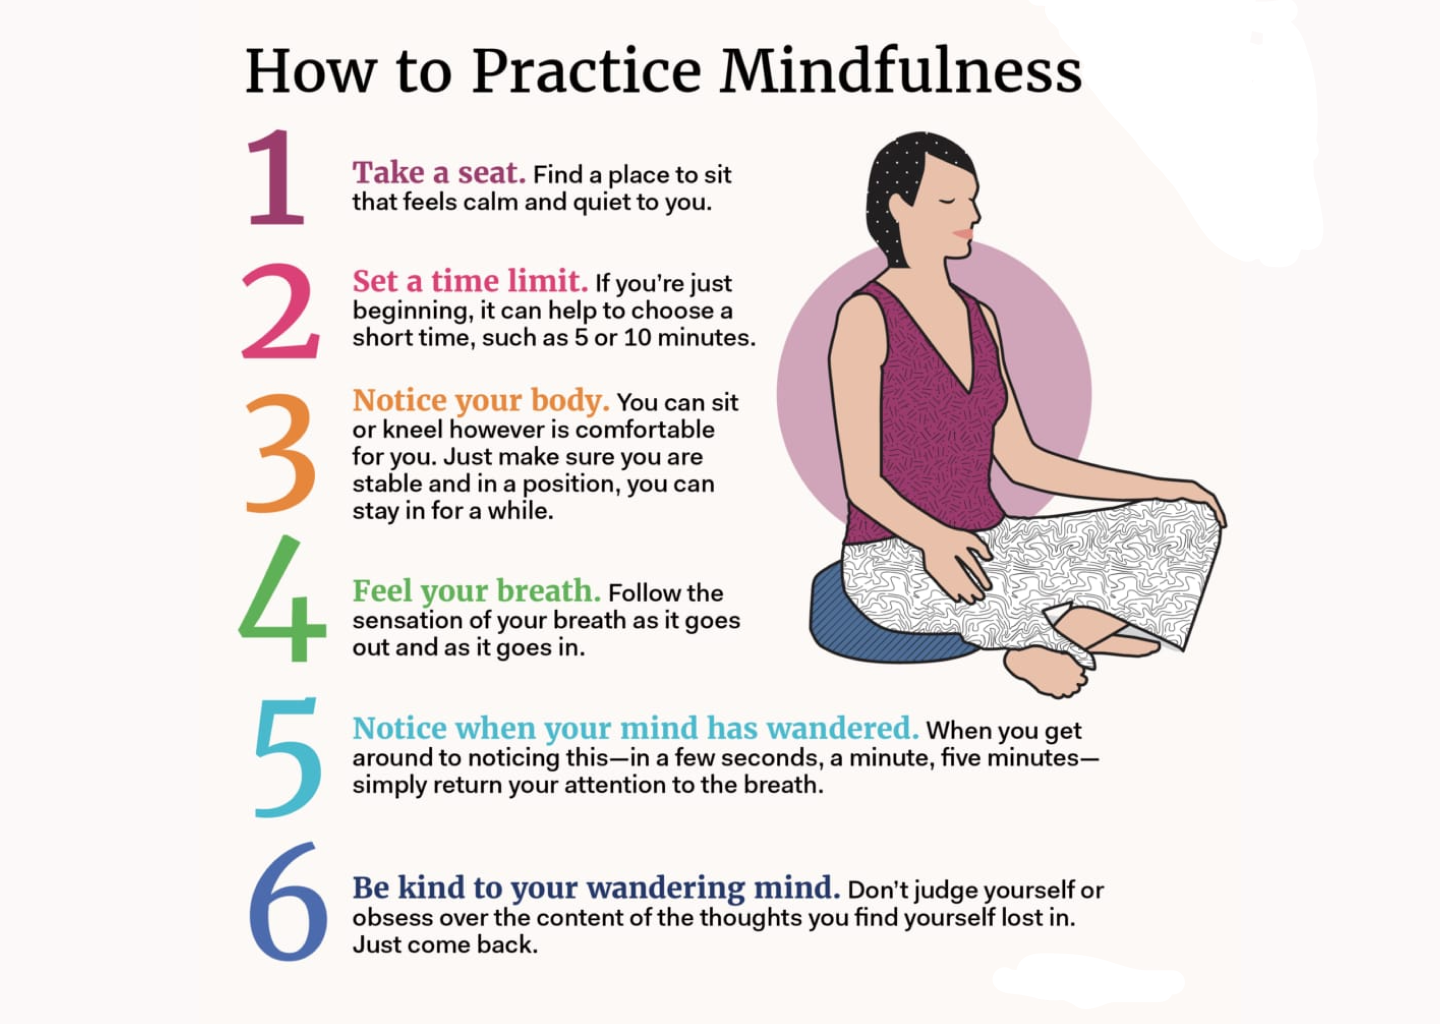 How to Practice Mindfulness
1
Take a seat. Find a place to sit
that feels calm and quiet to you.
2
Set a time limit. If you’re just
beginning, it can help to choose a
short time, such as 5 or 10 minutes.
3
Notice your body. You can sit
or kneel however is comfortable
for you. Just make sure you are
stable and in a position, you can
stay in for a while.
4
Feel your breath. Follow the
sensation of your breath as it goes
out and as it goes in.
5
Notice when your mind has wandered. When you get
around to noticing this—in a few seconds, a minute, five minutes—
simply return your attention to the breath.
6
Be kind to your wandering mind. Don’t judge yourself or
obsess over the content of the thoughts you find yourself lost in.
Just come back.